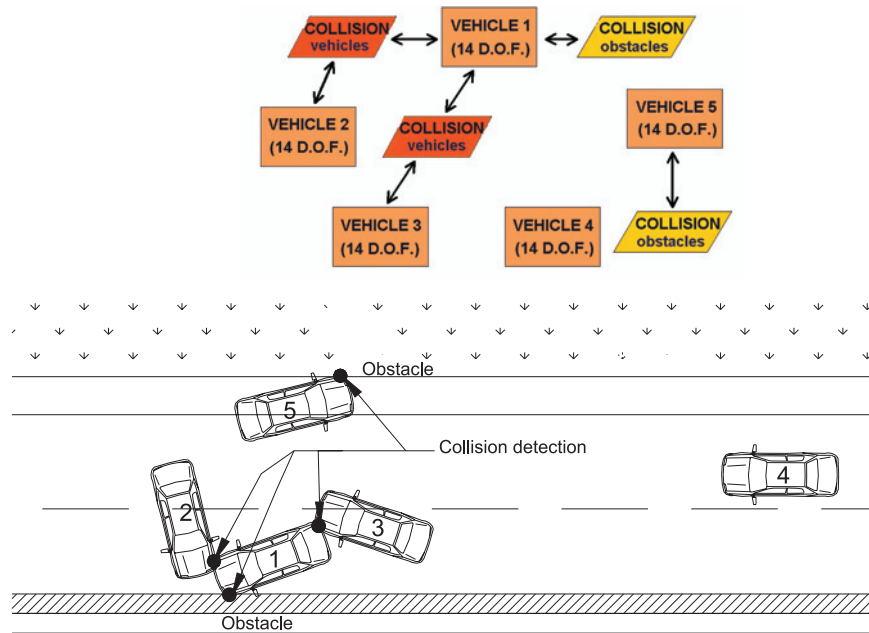 COLLISION
vehicles
VEHICLE 1
(14 D.O.F.)
COLLISION
obstacles
VEHICLE 2
(14 D.O.F.)
COLLISION
vehicles
VEHICLE 5
(14 D.O.F.)
VEHICLE 3
(14 D.O.F.)
VEHICLE 4
(14 D.O.F.)
COLLISION
obstacles
Obstacle
5
Collision detection
4
2
3
1
Obstacle